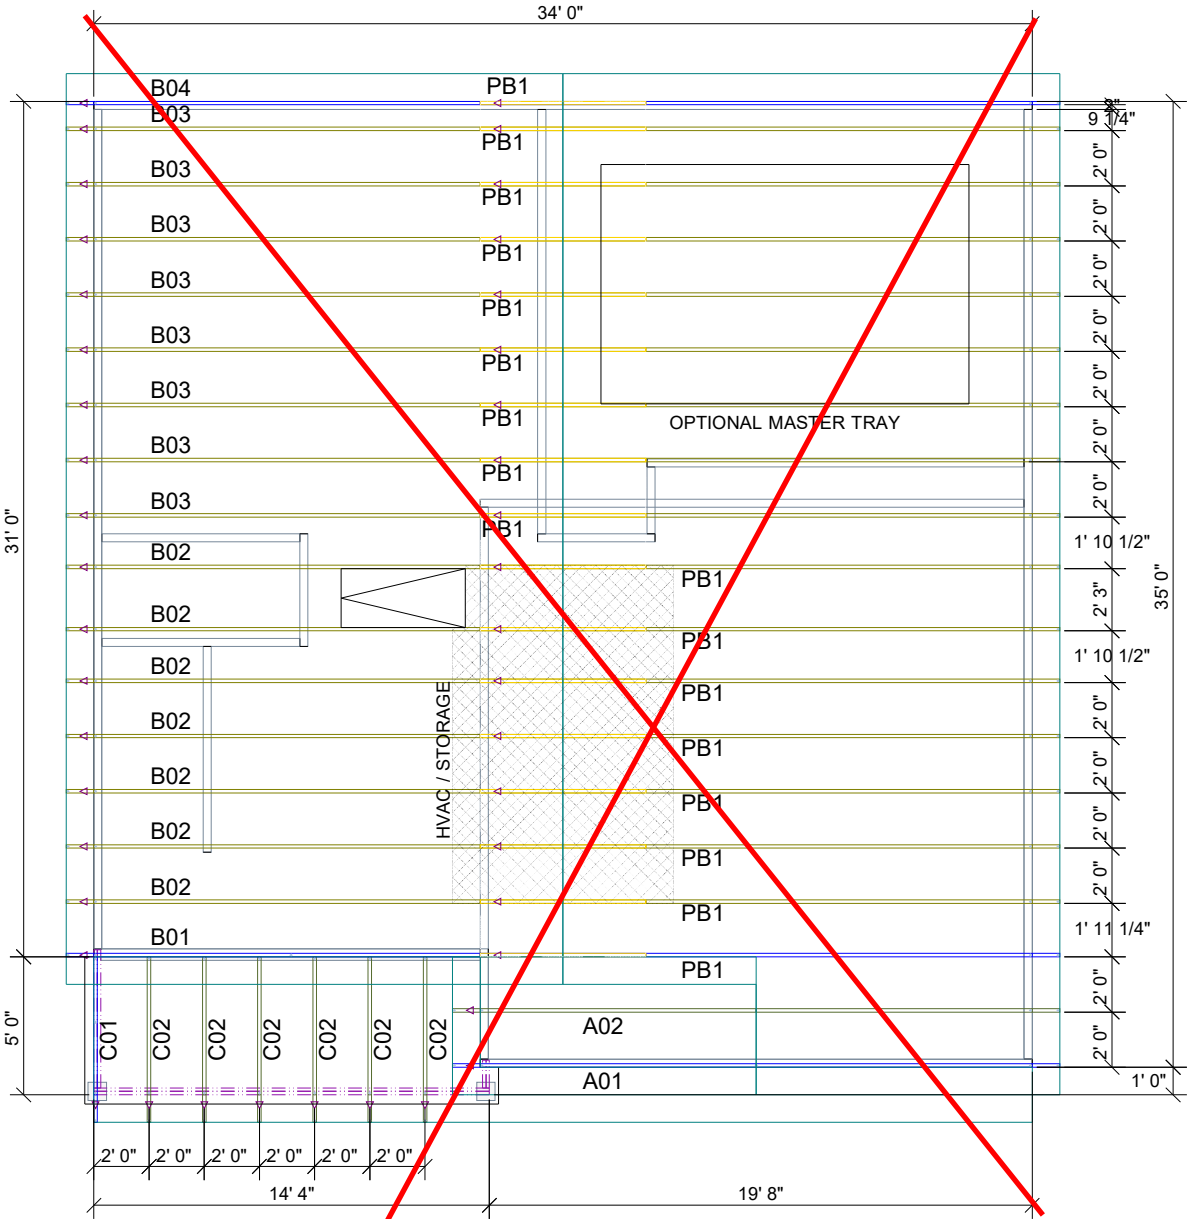 34' 0"
B04 PB1
3"
B03 9 1/4"
PB1
B03 2' 0"
PB1
B03 2' 0"
PB1
B03 2' 0"
PB1
B03 2' 0"
PB1
B03 2' 0"
PB1
OPTIONAL MASTER TRAY
B03 2' 0"
PB1
B03 2' 0"
PB1
31' 0"
1' 10 1/2"
B02
PB1
35' 0"
2' 3"
B02
PB1
1' 10 1/2"
B02
PB1
HVAC / STORAGE
B02 2' 0"
PB1
B02 2' 0"
PB1
B02 2' 0"
PB1
B02 2' 0"
PB1
1' 11 1/4"
B01
PB1
2' 0"
5' 0"
C01 C02 C02 C02 C02 C02 C02
A02
2' 0"
A01
1' 0"
2' 0" 2' 0" 2' 0" 2' 0" 2' 0" 2' 0"
14' 4" 19' 8"